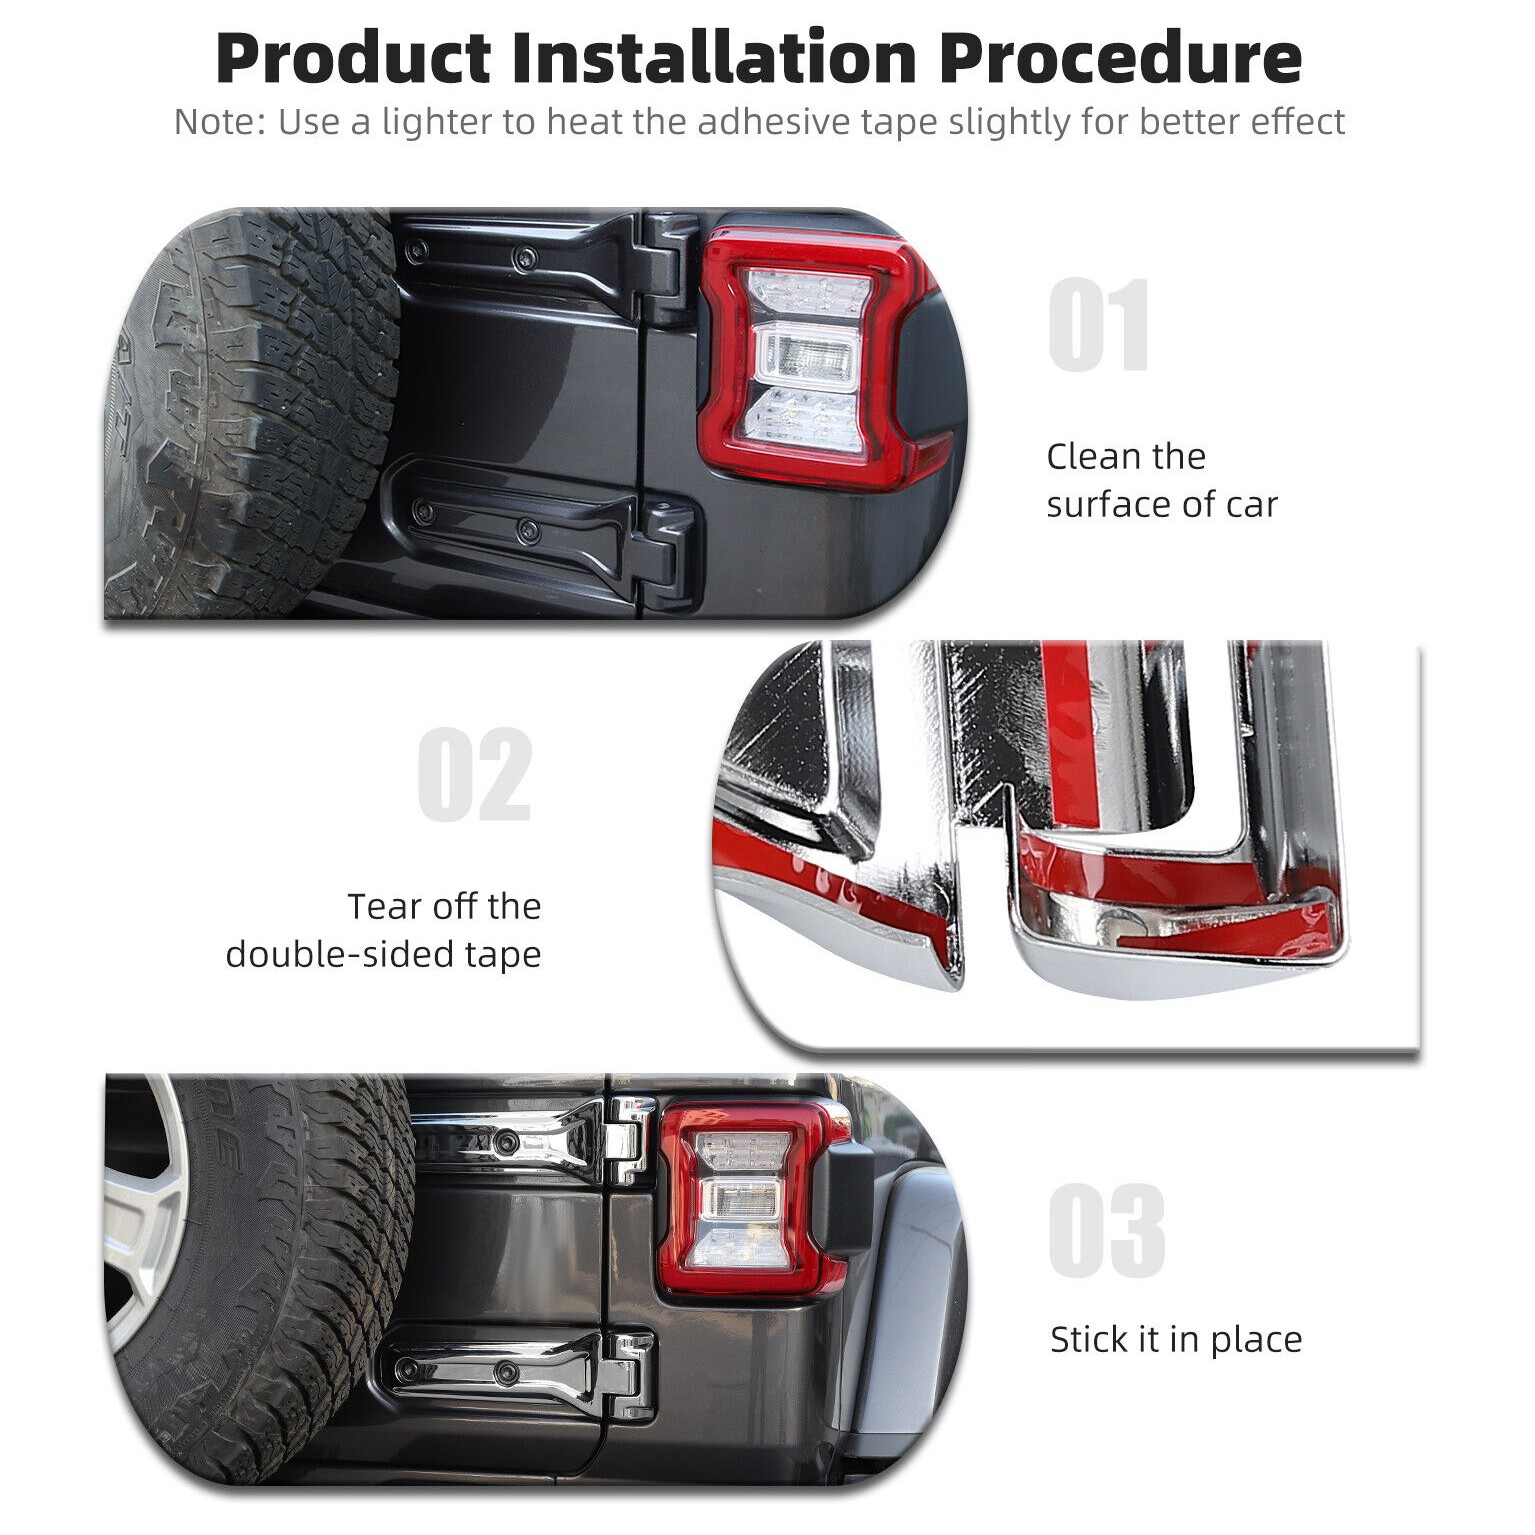 Product Installation Procedure
Note: Use a lighter to heat the adhesive tape slightly for better effect
01
Clean the
surface of car
02
Tear off the
double-sided tape
03
Stick it in place